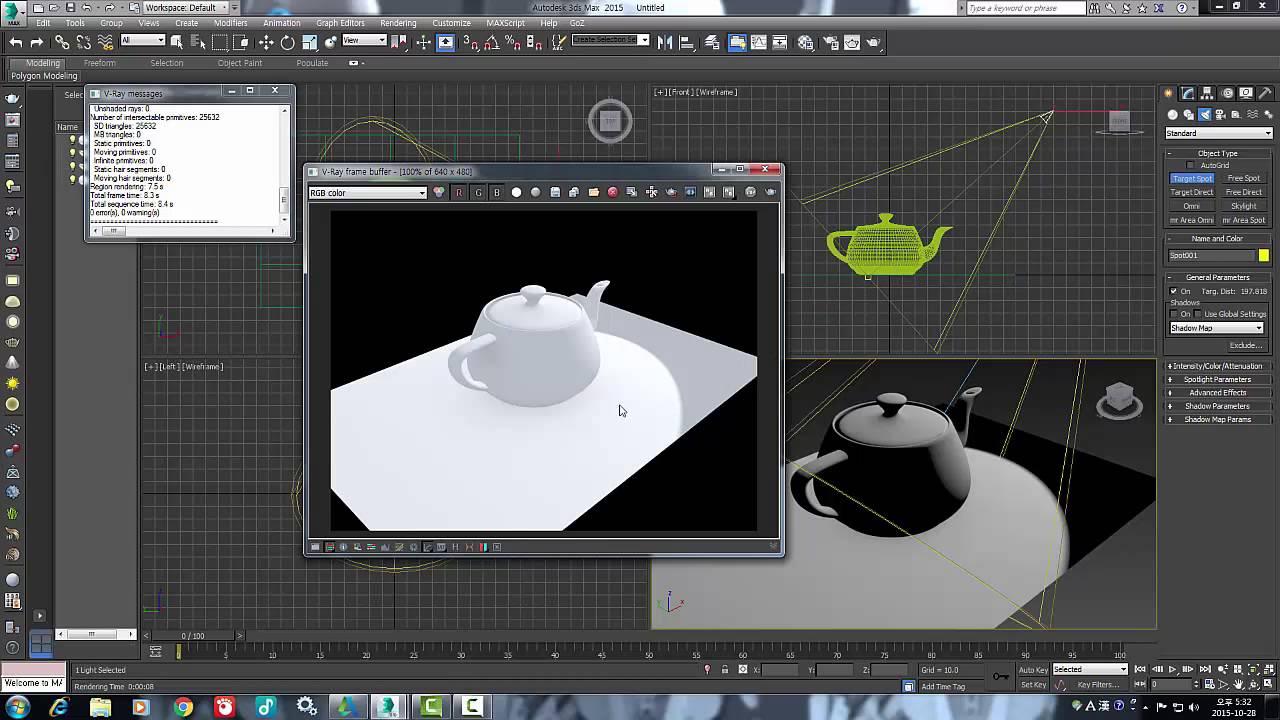 Workspace: Default
Autodesk 3ds Max 2015 Untitled
Type a keyword or phrase
MAX
Edit Tools Group Views Create Modifiers Animation Graph Editors Rendering Customize MAXScript Help GoZ
All
View
Create Selection Se
Modeling Freeform Selection Object Paint Populate
Polygon Modeling
Selec
Name
V-Ray messages
Unshaded rays: 0
Number of intersectable primitives: 25632
SD triangles: 25632
MB triangles: 0
Static primitives: 0
Moving primitives: 0
Infinite primitives: 0
Static hair segments: 0
Moving hair segments: 0
Region rendering: 7.5 s
Total frame time: 8.3 s
Total sequence time: 8.4 s
0 error(s), 0 warning(s)
TOP
[+] [Front] [Wireframe]
V-Ray frame buffer - [100% of 640 x 480]
RGB color
R G B
[+] [Left] [Wireframe]
Standard
Object Type
AutoGrid
Target Spot Free Spot
Target Direct Free Direct
Omni Skylight
mr Area Omni mr Area Spot
Name and Color
Spot001
General Parameters
On Targ. Dist: 197.818
Shadows
On Use Global Settings
Shadow Map
Exclude...
Intensity/Color/Attenuation
Spotlight Parameters
Advanced Effects
Shadow Parameters
Shadow Map Params
0 / 100
0 5 10 15 20 25 30 35 40 45 50 55 60 65 70 75 80 85 90 95 100
1 Light Selected
X: Y: Z: Grid = 10.0
Auto Key Selected
Welcome to MA
Rendering Time: 0:00:08
Add Time Tag
Set Key Key Filters...
0
오후 5:32
2015-10-28